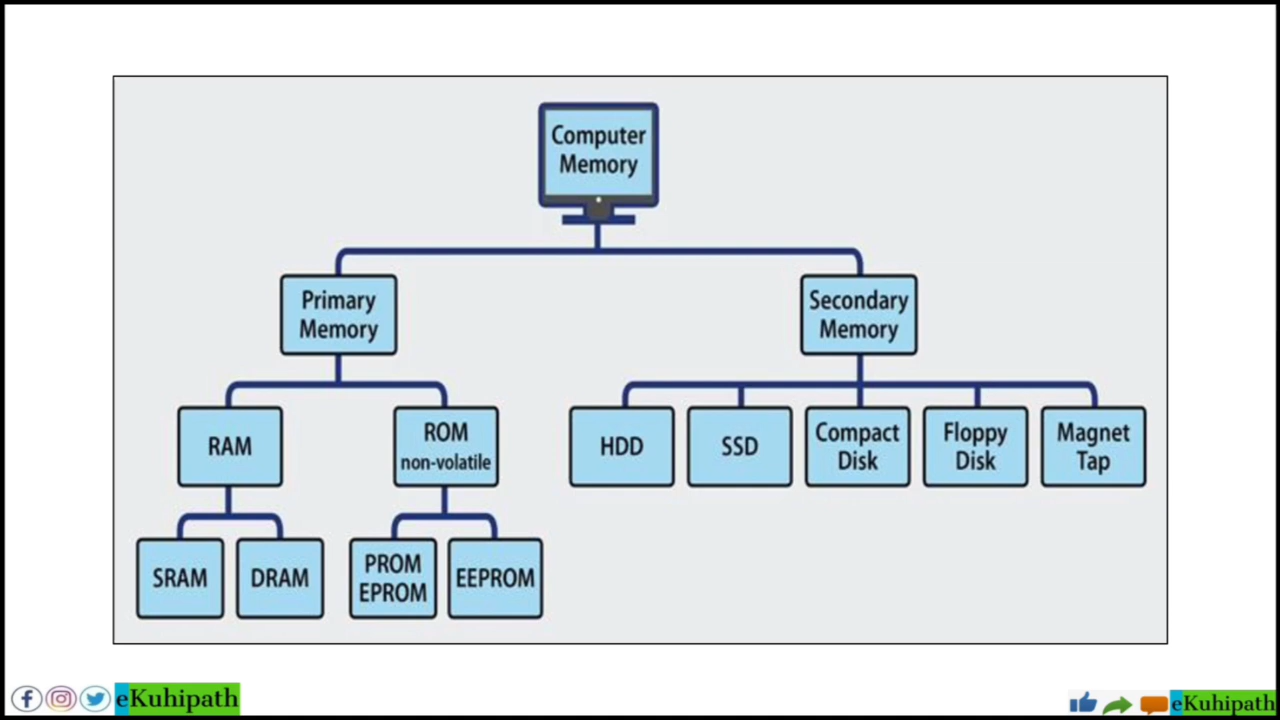 Computer
Memory
Primary
Memory
Secondary
Memory
RAM
ROM
non-volatile
HDD
SSD
Compact
Disk
Floppy
Disk
Magnet
Tap
SRAM
DRAM
PROM
EPROM
EEPROM
eKuhipath
eKuhipath